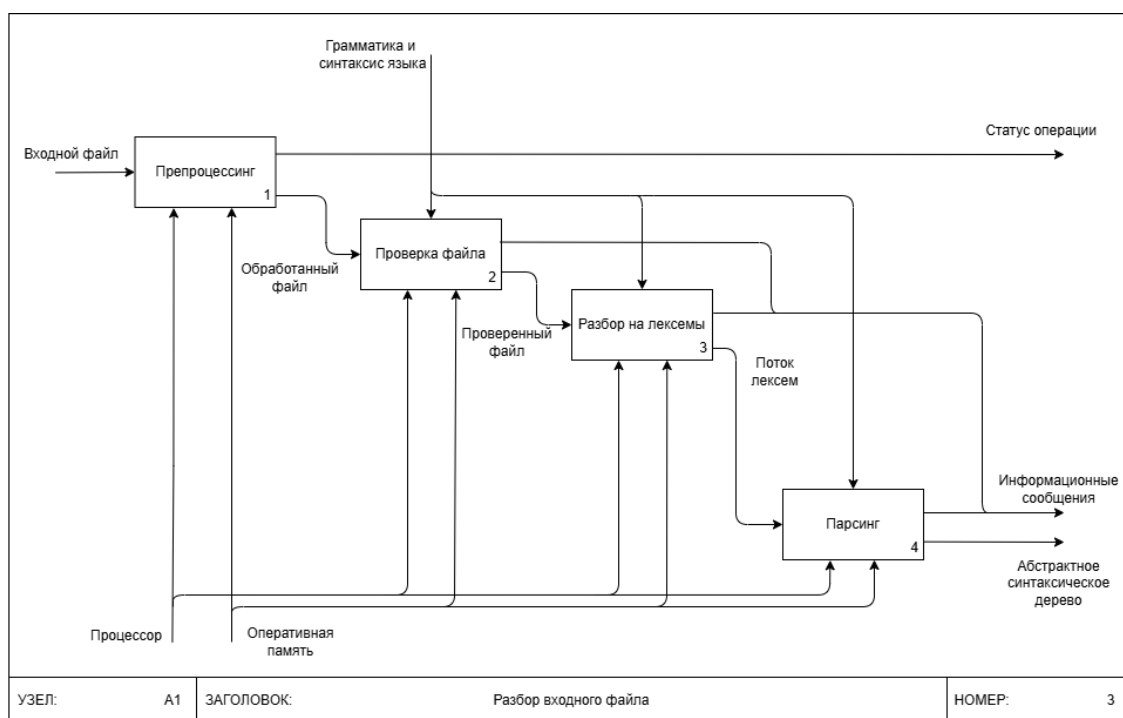 Грамматика и
синтаксис языка
Статус операции
Входной файл
Препроцессинг
1
Обработанный
файл
Проверка файла
2
Проверенный
файл
Разбор на лексемы
3
Поток
лексем
Информационные
сообщения
Парсинг
4
Абстрактное
синтаксическое
дерево
Процессор
Оперативная
память
УЗЕЛ: A1 ЗАГОЛОВОК: Разбор входного файла НОМЕР: 3